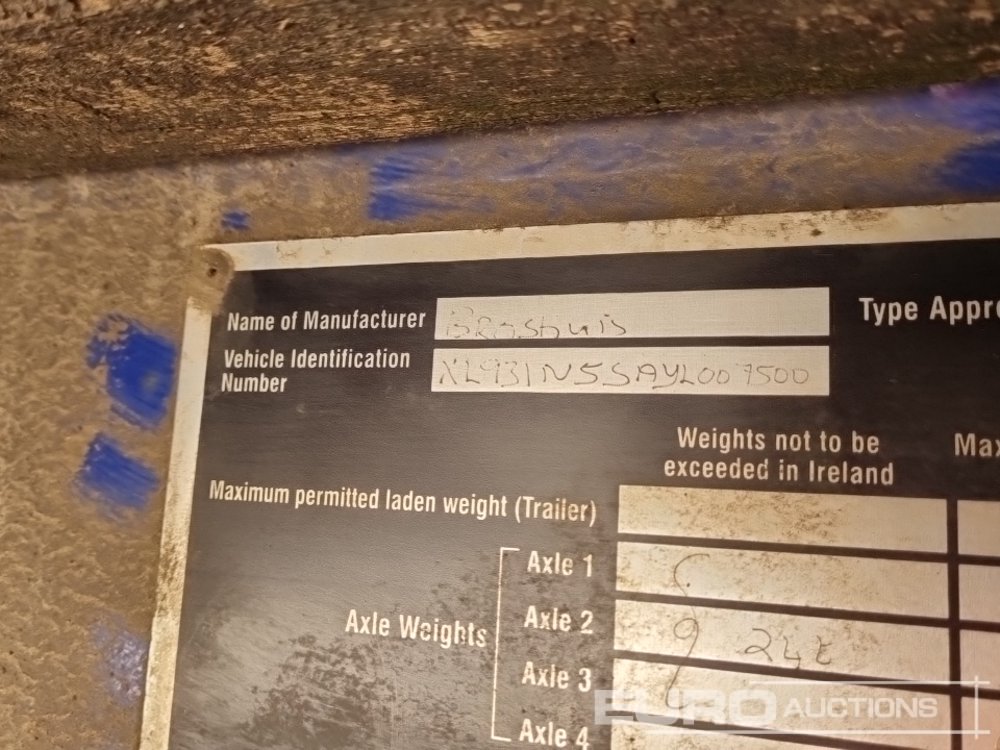 Name of Manufacturer Broshuis
Type Appro
Vehicle Identification
Number XL931N5SAYL007500
Weights not to be
exceeded in Ireland
Max
Maximum permitted laden weight (Trailer)
Axle 1
Axle Weights
Axle 2 24t
Axle 3
Axle 4
EURO AUCTIONS